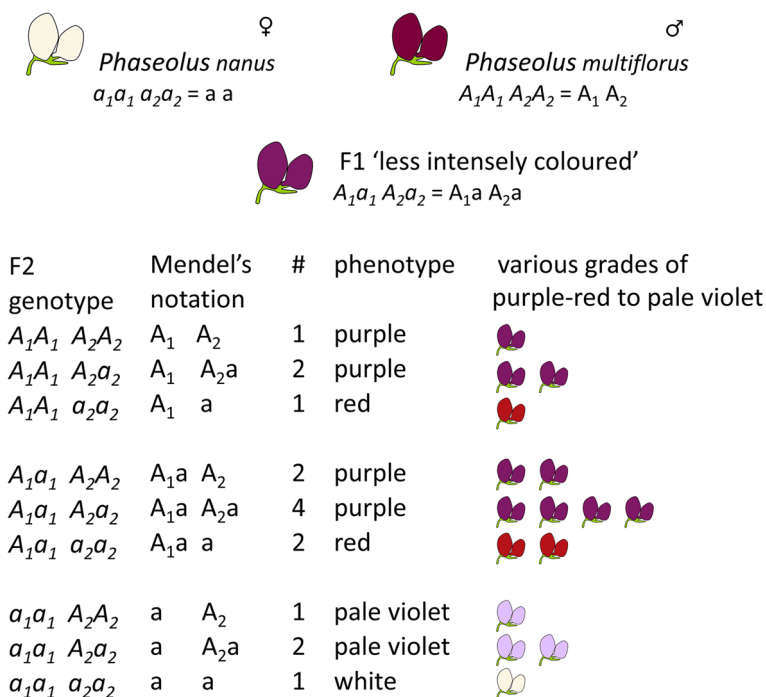 ♀ ♂
Phaseolus nanus Phaseolus multiflorus
a₁a₁ a₂a₂ = a a A₁A₁ A₂A₂ = A₁ A₂
F1 ‘less intensely coloured’
A₁a₁ A₂a₂ = A₁a A₂a
F2 Mendel’s # phenotype various grades of
genotype notation purple-red to pale violet
A₁A₁ A₂A₂ A₁ A₂ 1 purple
A₁A₁ A₂a₂ A₁ A₂a 2 purple
A₁A₁ a₂a₂ A₁ a 1 red
A₁a₁ A₂A₂ A₁a A₂ 2 purple
A₁a₁ A₂a₂ A₁a A₂a 4 purple
A₁a₁ a₂a₂ A₁a a 2 red
a₁a₁ A₂A₂ a A₂ 1 pale violet
a₁a₁ A₂a₂ a A₂a 2 pale violet
a₁a₁ a₂a₂ a a 1 white